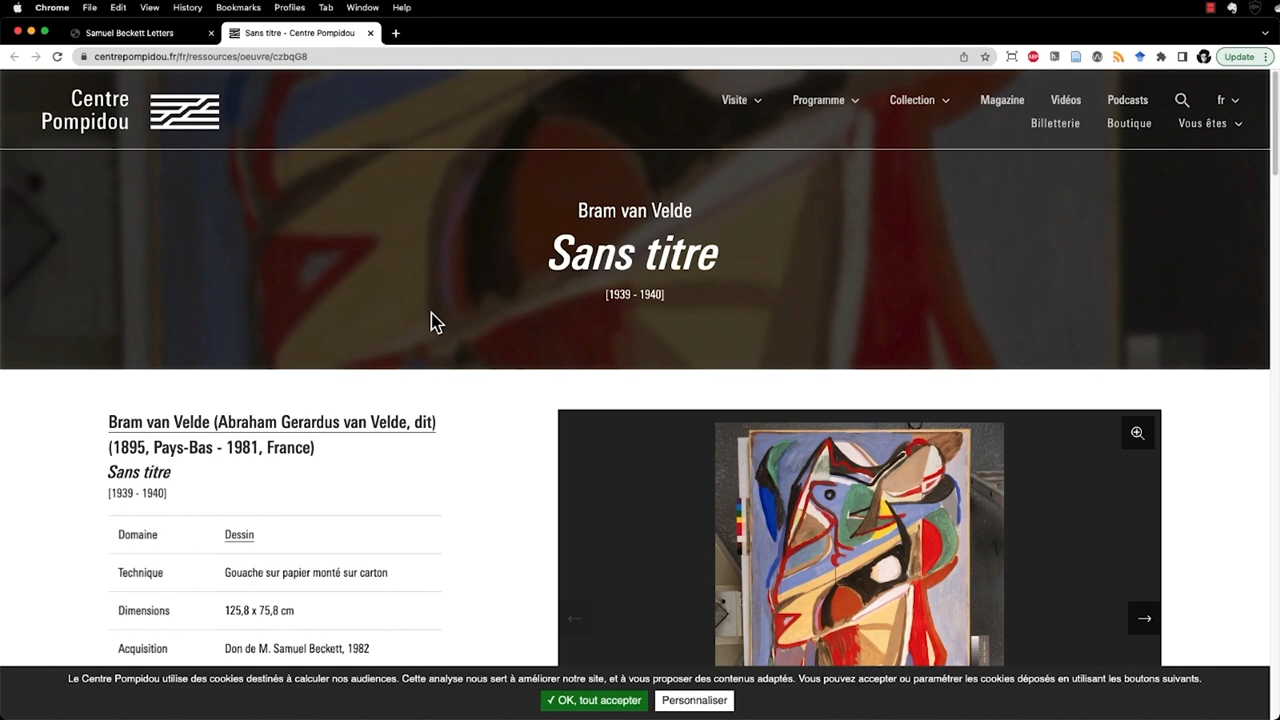 Chrome File Edit View History Bookmarks Profiles Tab Window Help
Samuel Beckett Letters
Sans titre - Centre Pompidou
centrepompidou.fr/fr/ressources/oeuvre/czbqG8
Update
Centre
Pompidou
Visite Programme Collection Magazine Vidéos Podcasts fr
Billetterie Boutique Vous êtes
Bram van Velde
Sans titre
[1939 - 1940]
Bram van Velde (Abraham Gerardus van Velde, dit)
(1895, Pays-Bas - 1981, France)
Sans titre
[1939 - 1940]
Domaine Dessin
Technique Gouache sur papier monté sur carton
Dimensions 125,8 x 75,8 cm
Acquisition Don de M. Samuel Beckett, 1982
Le Centre Pompidou utilise des cookies destinés à calculer nos audiences. Cette analyse nous sert à améliorer notre site, et à vous proposer des contenus adaptés. Vous pouvez accepter ou paramétrer les cookies déposés en utilisant les boutons suivants.
✓ OK, tout accepter Personnaliser